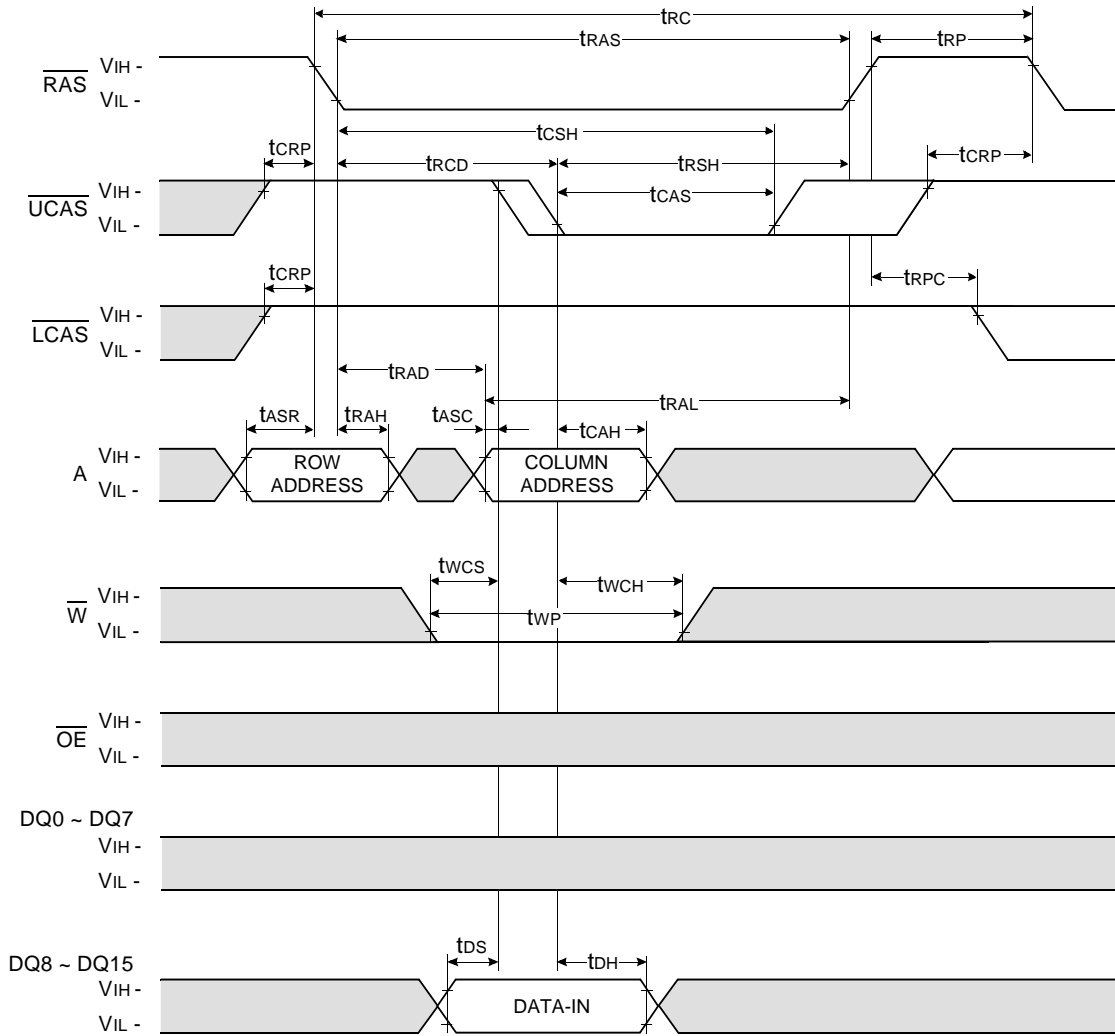 tRC
tRAS
tRP
RAS
VIH -
VIL -
tCSH
tCRP
tRCD
tRSH
tCRP
UCAS
VIH -
VIL -
tCAS
tCRP
tRPC
LCAS
VIH -
VIL -
tRAD
tRAL
tASR
tRAH
tASC
tCAH
A
VIH -
VIL -
ROW
ADDRESS
COLUMN
ADDRESS
tWCS
tWCH
W
VIH -
VIL -
tWP
OE
VIH -
VIL -
DQ0 ~ DQ7
VIH -
VIL -
tDS
tDH
DQ8 ~ DQ15
VIH -
VIL -
DATA-IN